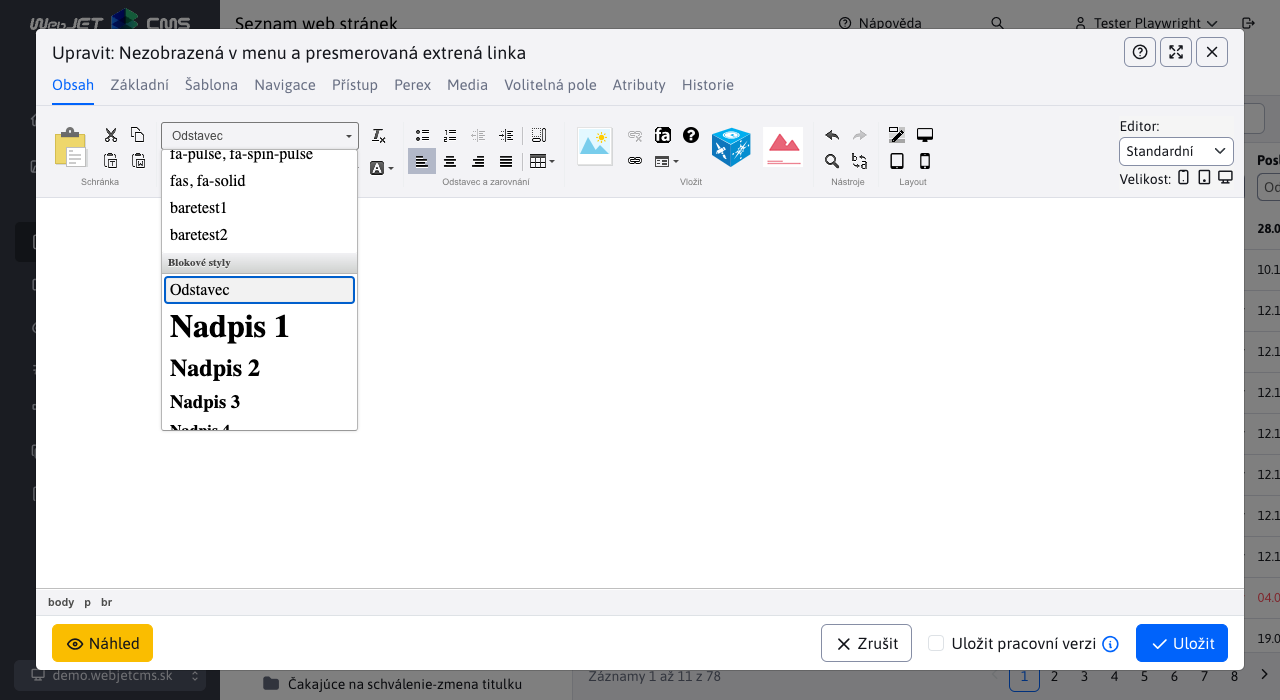 WebJET CMS
Seznam web stránek
Nápověda
Tester Playwright
Upravit: Nezobrazená v menu a presmerovaná extrená linka
Obsah
Základní
Šablona
Navigace
Přístup
Perex
Media
Volitelná pole
Atributy
Historie
Schránka
Odstavec
A
fa
Odstavec a zarovnání
Vložit
Nástroje
Layout
Editor:
Standardní
Velikost:
fa-pulse, fa-spin-pulse
fas, fa-solid
baretest1
baretest2
Blokové styly
Odstavec
Nadpis 1
Nadpis 2
Nadpis 3
Nadpis 4
28.0
10.1
12.1
12.1
12.1
12.1
12.1
12.1
12.1
04.0
19.0
body p br
Náhled
Zrušit
Uložit pracovní verzi
Uložit
demo.webjetcms.sk
Čakajúce na schválenie-zmena titulku
Záznamy 1 až 11 z 78
1 2 3 4 5 6 7 8